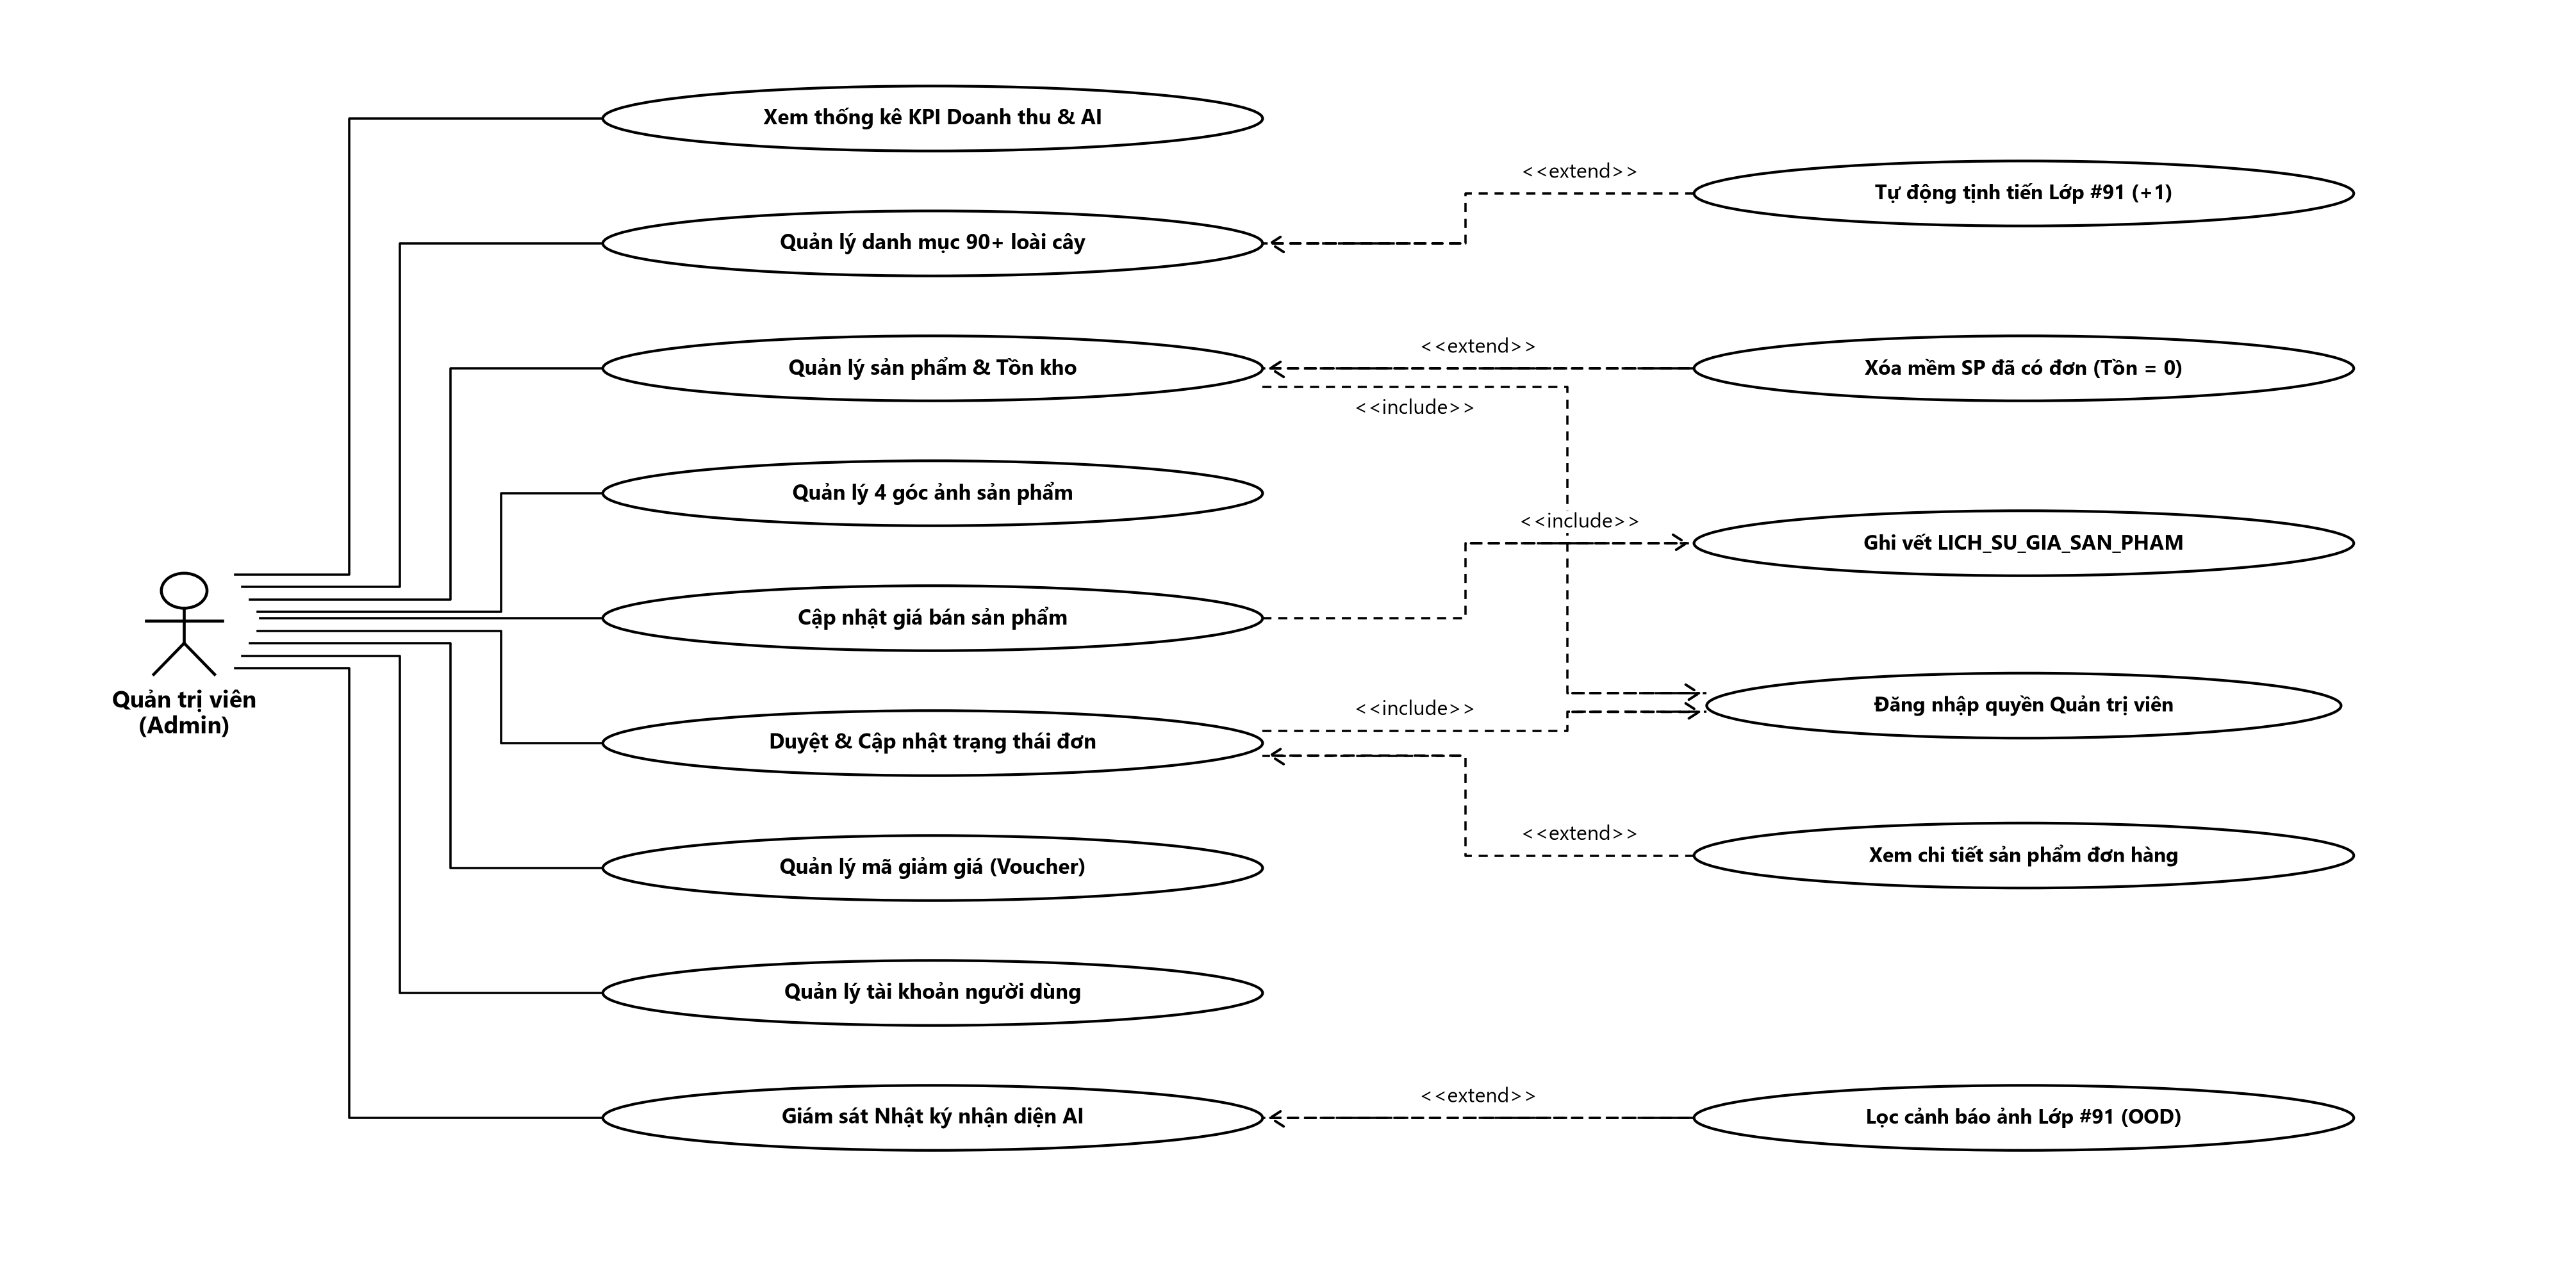 Xem thống kê KPI Doanh thu & AI
<<extend>>
Tự động tịnh tiến Lớp #91 (+1)
Quản lý danh mục 90+ loài cây
<<extend>>
Quản lý sản phẩm & Tồn kho
Xóa mềm SP đã có đơn (Tồn = 0)
<<include>>
Quản lý 4 góc ảnh sản phẩm
<<include>>
Ghi vết LICH_SU_GIA_SAN_PHAM
Cập nhật giá bán sản phẩm
Quản trị viên
(Admin)
<<include>>
Đăng nhập quyền Quản trị viên
Duyệt & Cập nhật trạng thái đơn
<<extend>>
Xem chi tiết sản phẩm đơn hàng
Quản lý mã giảm giá (Voucher)
Quản lý tài khoản người dùng
<<extend>>
Giám sát Nhật ký nhận diện AI
Lọc cảnh báo ảnh Lớp #91 (OOD)